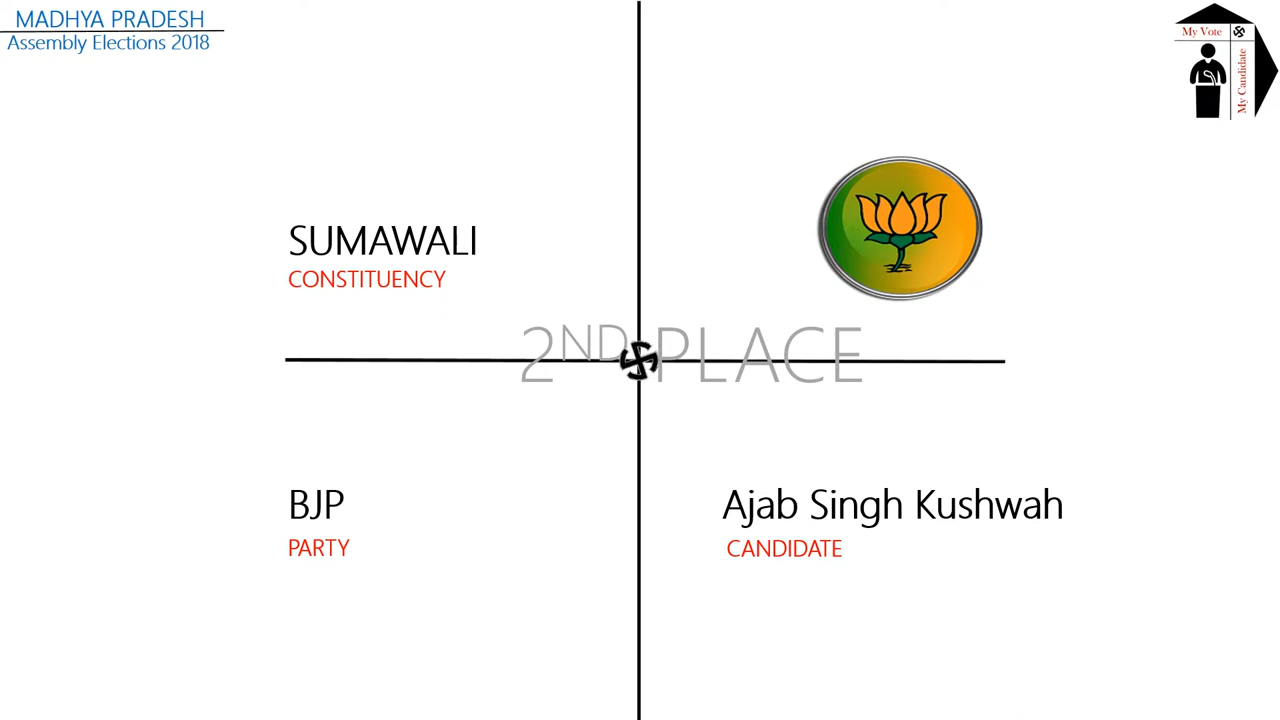 MADHYA PRADESH
Assembly Elections 2018
My Vote
My Candidate
SUMAWALI
CONSTITUENCY
2ND PLACE
BJP
PARTY
Ajab Singh Kushwah
CANDIDATE